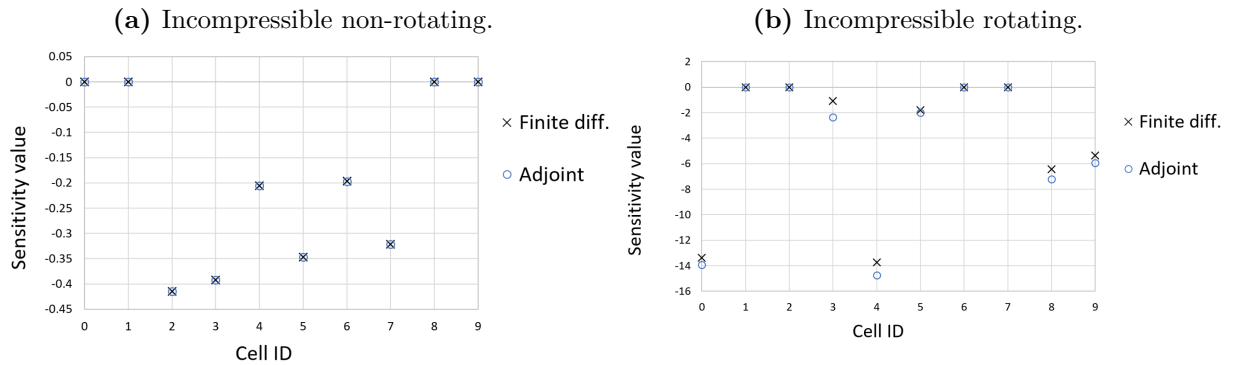 (a) Incompressible non-rotating.
0.05
0
-0.05
-0.1
-0.15
-0.2
-0.25
-0.3
-0.35
-0.4
-0.45
Sensitivity value
0 1 2 3 4 5 6 7 8 9
Cell ID
Finite diff.
Adjoint
(b) Incompressible rotating.
2
0
-2
-4
-6
-8
-10
-12
-14
-16
Sensitivity value
0 1 2 3 4 5 6 7 8 9
Cell ID
Finite diff.
Adjoint